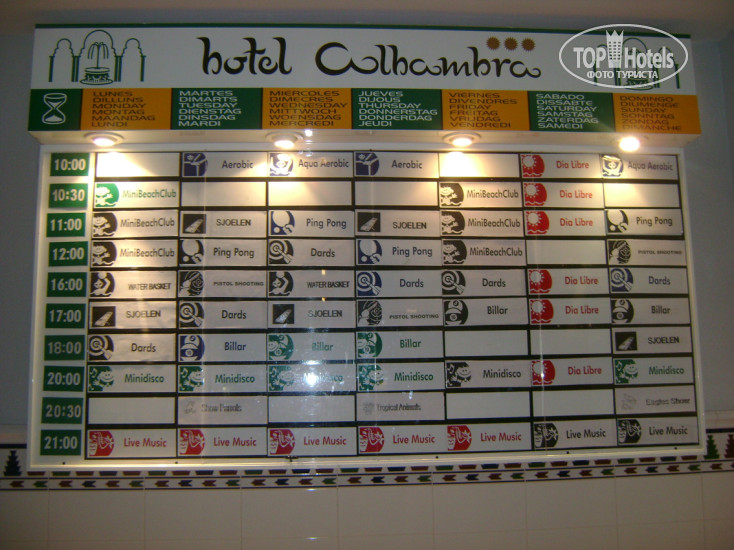 hotel Calhambra
TOP Hotels
ФОТО ТУРИСТА
LUNES
DILLUNS
MONDAY
MONTAG
MAANDAG
LUNDI
MARTES
DIMARTS
TUESDAY
DIENSTAG
DINSDAG
MARDI
MIERCOLES
DIMECRES
WEDNESDAY
MITTWOCH
WOENSDAG
MERCREDI
JUEVES
DIJOUS
THURSDAY
DONNERSTAG
DONDERDAG
JEUDI
VIERNES
DIVENDRES
FRIDAY
FREITAG
VRIJDAG
VENDREDI
SABADO
DISSABTE
SATURDAY
SAMSTAG
ZATERDAG
SAMEDI
DOMINGO
DIUMENGE
SUNDAY
SONNTAG
ZONDAG
DIMANCHE
10:00 Aerobic Aqua Aerobic Aerobic Dia Libre Aqua Aerobic
10:30 MiniBeachClub MiniBeachClub Dia Libre
11:00 MiniBeachClub SJOELEN Ping Pong SJOELEN MiniBeachClub Dia Libre Ping Pong
12:00 MiniBeachClub Ping Pong Dards Ping Pong MiniBeachClub PISTOL SHOOTING
16:00 WATER BASKET PISTOL SHOOTING WATER BASKET Dards Dards Dia Libre Dards
17:00 SJOELEN Dards SJOELEN PISTOL SHOOTING Billar Dia Libre Billar
18:00 Dards Billar Billar Billar SJOELEN
20:00 Minidisco Minidisco Minidisco Minidisco Minidisco Dia Libre Minidisco
20:30 Tropical Animals
21:00 Live Music Live Music Live Music Live Music Live Music Live Music Live Music